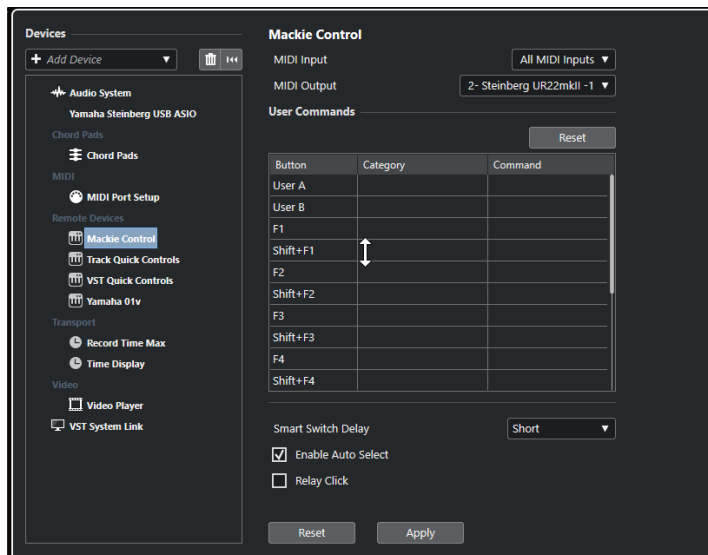 Devices
+ Add Device
Audio System
Yamaha Steinberg USB ASIO
Chord Pads
Chord Pads
MIDI
MIDI Port Setup
Remote Devices
Mackie Control
Track Quick Controls
VST Quick Controls
Yamaha 01v
Transport
Record Time Max
Time Display
Video
Video Player
VST System Link
Mackie Control
MIDI Input All MIDI Inputs
MIDI Output 2- Steinberg UR22mkII -1
User Commands
Reset
Button Category Command
User A
User B
F1
Shift+F1
F2
Shift+F2
F3
Shift+F3
F4
Shift+F4
Smart Switch Delay Short
Enable Auto Select
Relay Click
Reset Apply